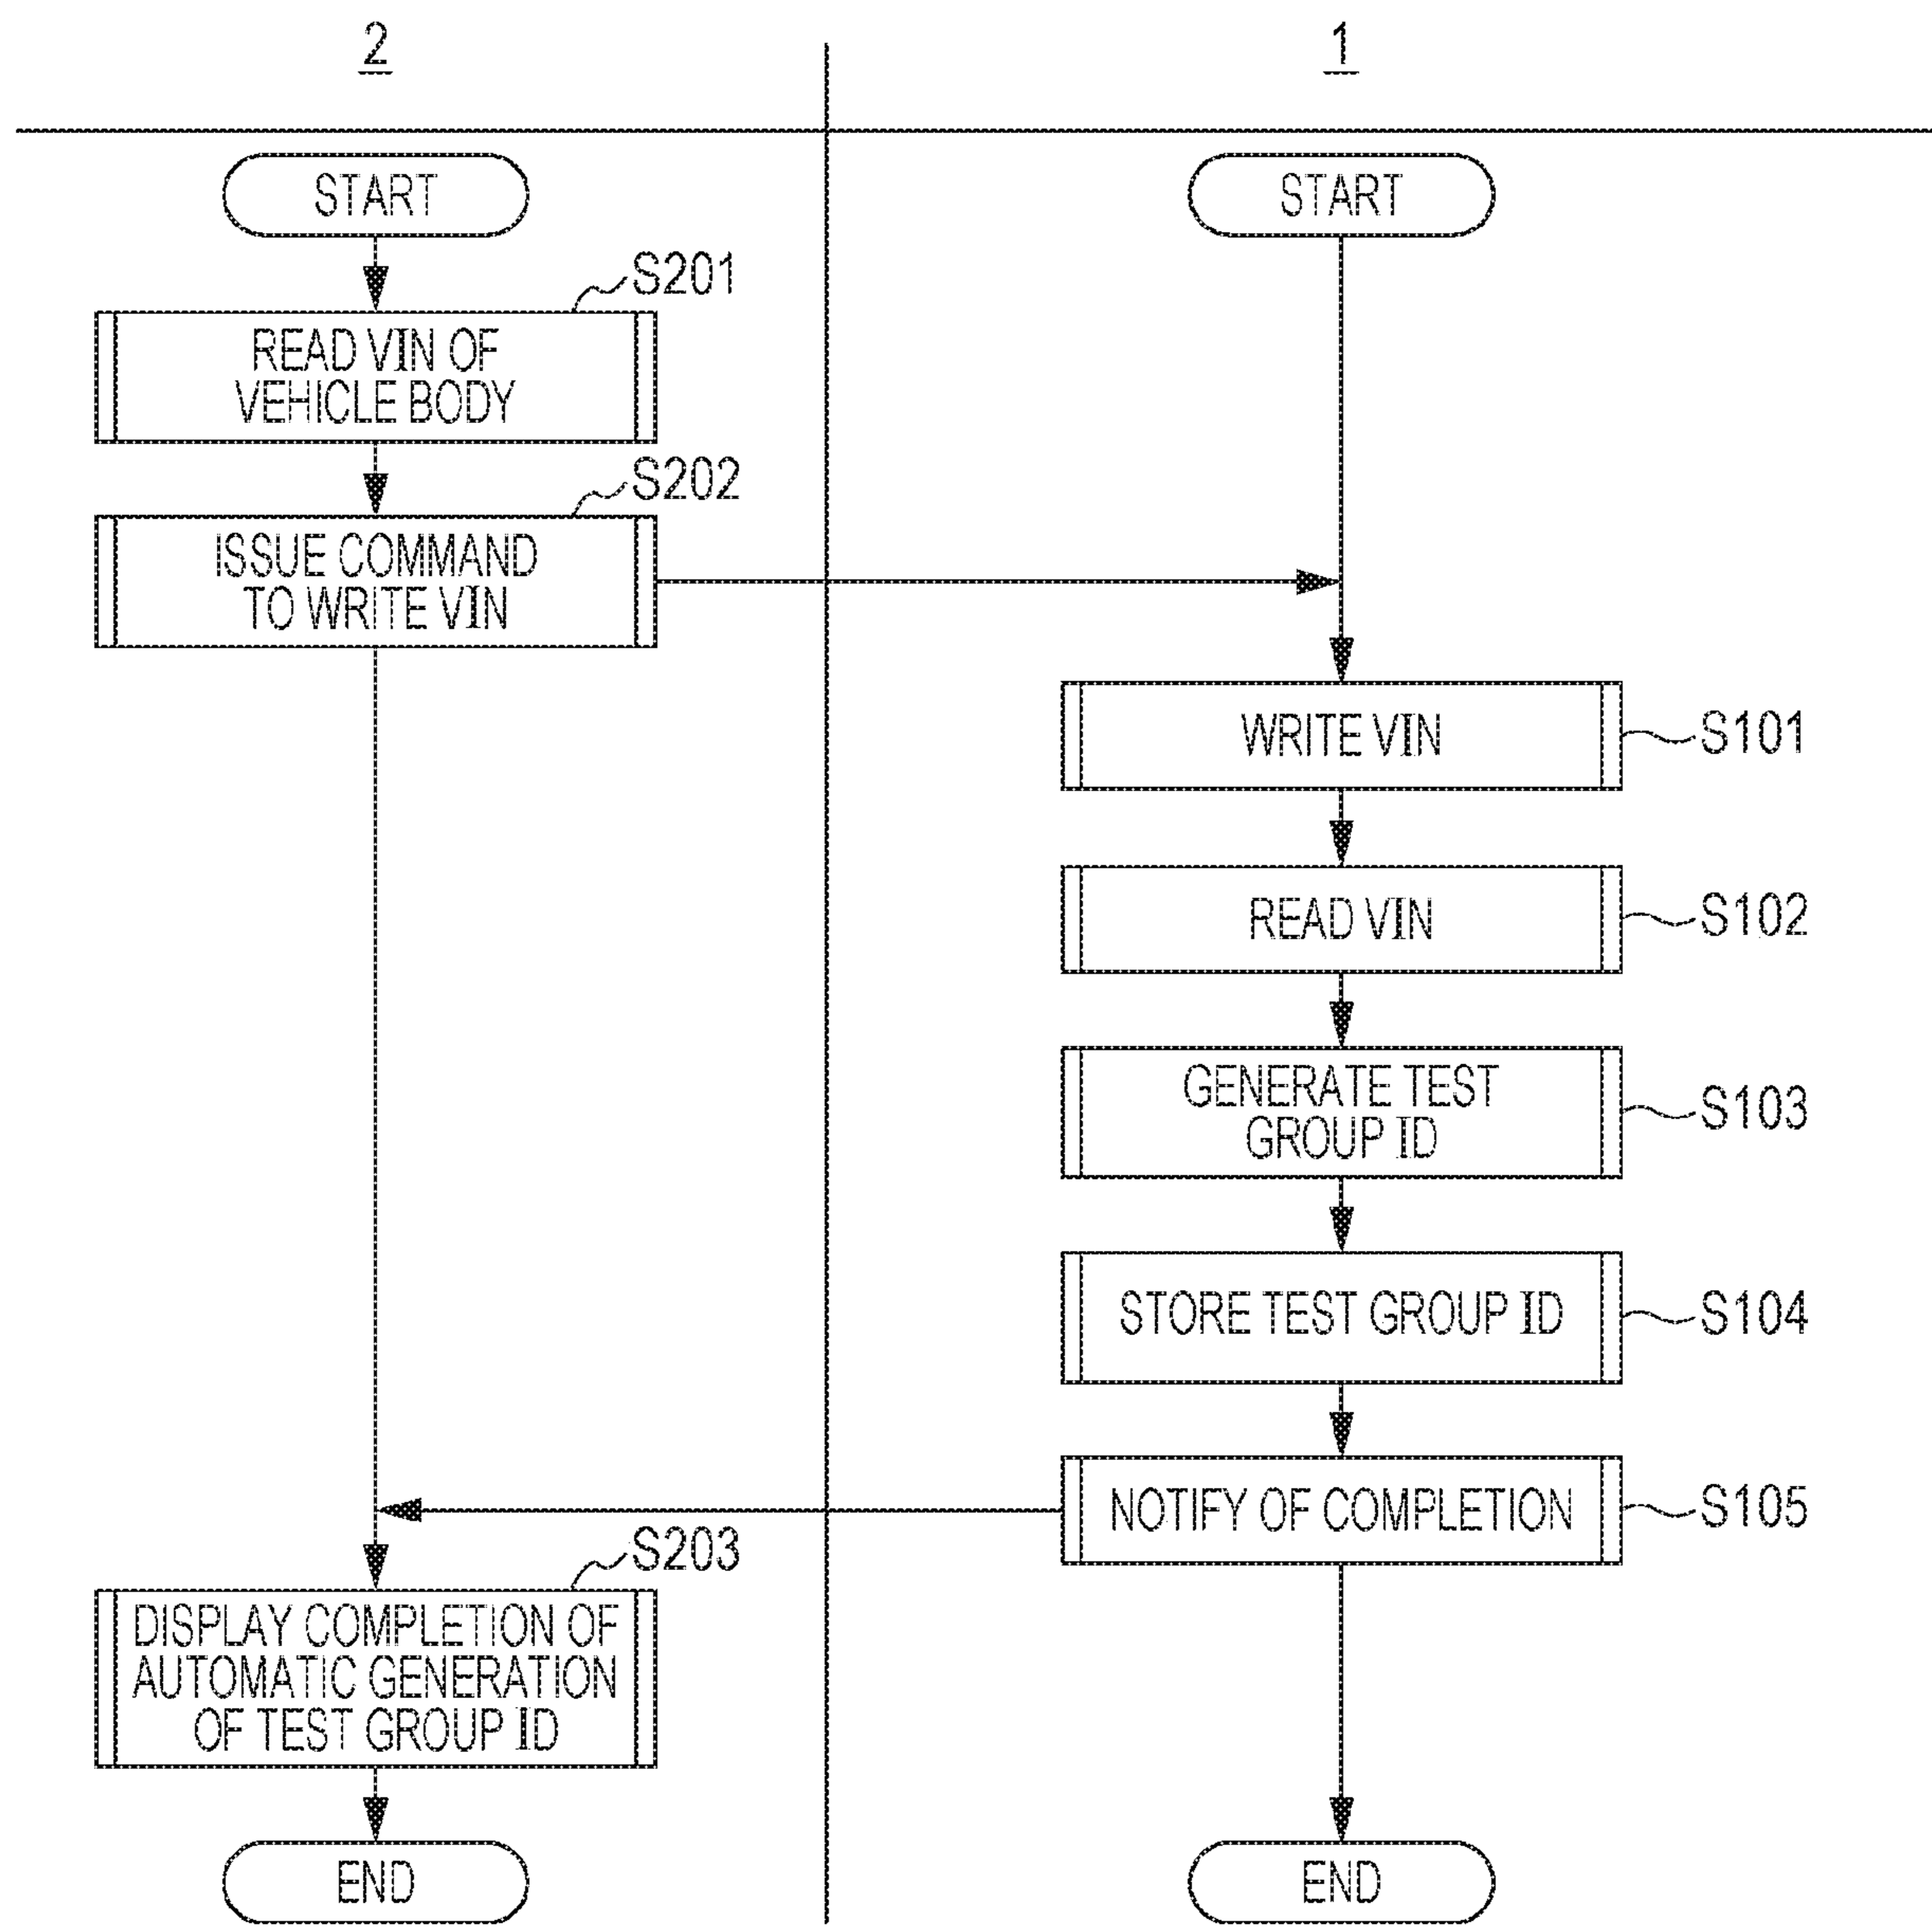 2
1
START
START
S201
READ VIN OF
VEHICLE BODY
S202
ISSUE COMMAND
TO WRITE VIN
WRITE VIN
S101
READ VIN
S102
GENERATE TEST
GROUP ID
S103
STORE TEST GROUP ID
S104
NOTIFY OF COMPLETION
S105
S203
DISPLAY COMPLETION OF
AUTOMATIC GENERATION
OF TEST GROUP ID
END
END